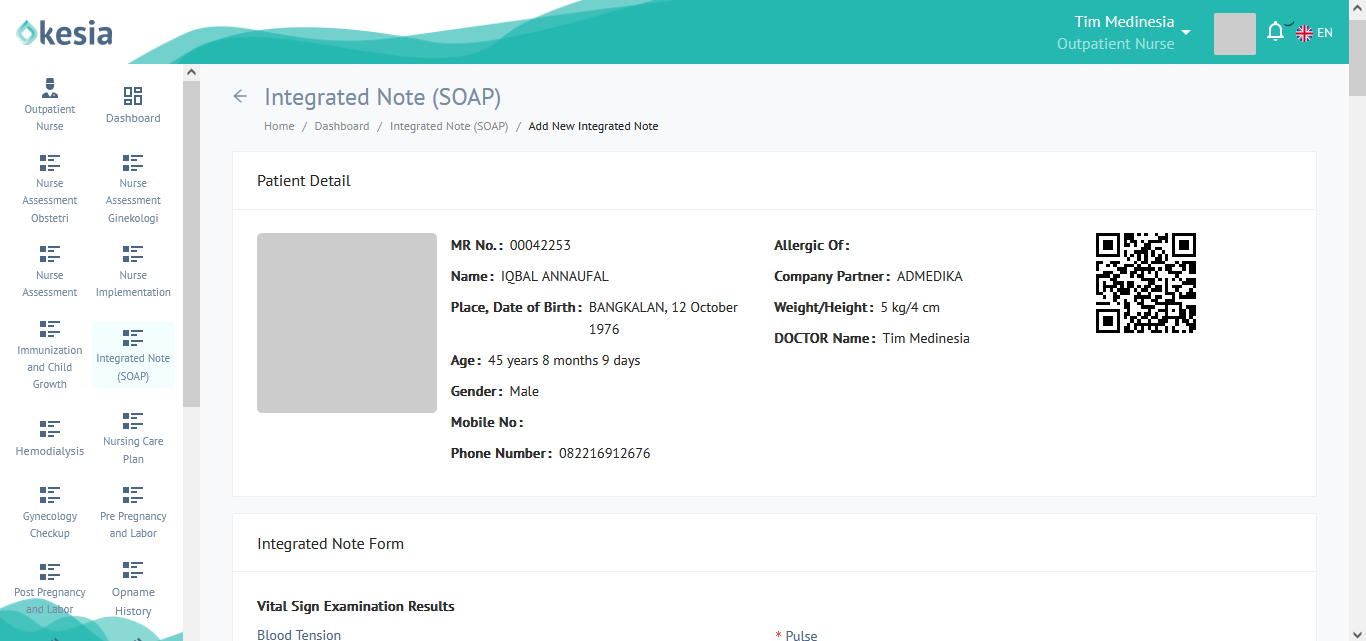 kesia
Tim Medinesia
Outpatient Nurse
EN
Outpatient
Nurse
Dashboard
Nurse
Assessment
Obstetri
Nurse
Assessment
Ginekologi
Nurse
Assessment
Nurse
Implementation
Immunization
and Child
Growth
Integrated Note
(SOAP)
Hemodialysis
Nursing Care
Plan
Gynecology
Checkup
Pre Pregnancy
and Labor
Post Pregnancy
and Labor
Opname
History
Integrated Note (SOAP)
Home / Dashboard / Integrated Note (SOAP) / Add New Integrated Note
Patient Detail
MR No. : 00042253
Name : IQBAL ANNAUFAL
Place, Date of Birth : BANGKALAN, 12 October
1976
Age : 45 years 8 months 9 days
Gender : Male
Mobile No :
Phone Number : 082216912676
Allergic Of :
Company Partner : ADMEDIKA
Weight/Height : 5 kg/4 cm
DOCTOR Name : Tim Medinesia
Integrated Note Form
Vital Sign Examination Results
Blood Tension
* Pulse